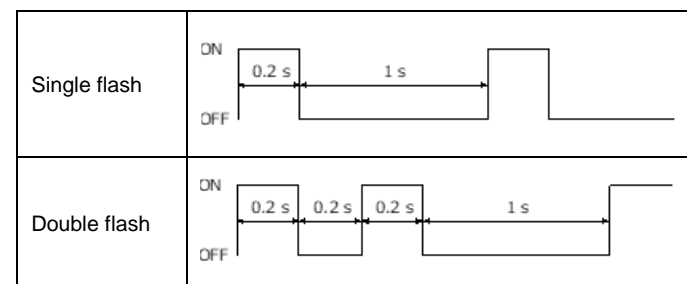 Single flash
ON
0.2 s 1 s
OFF
Double flash
ON
0.2 s 0.2 s 0.2 s 1 s
OFF